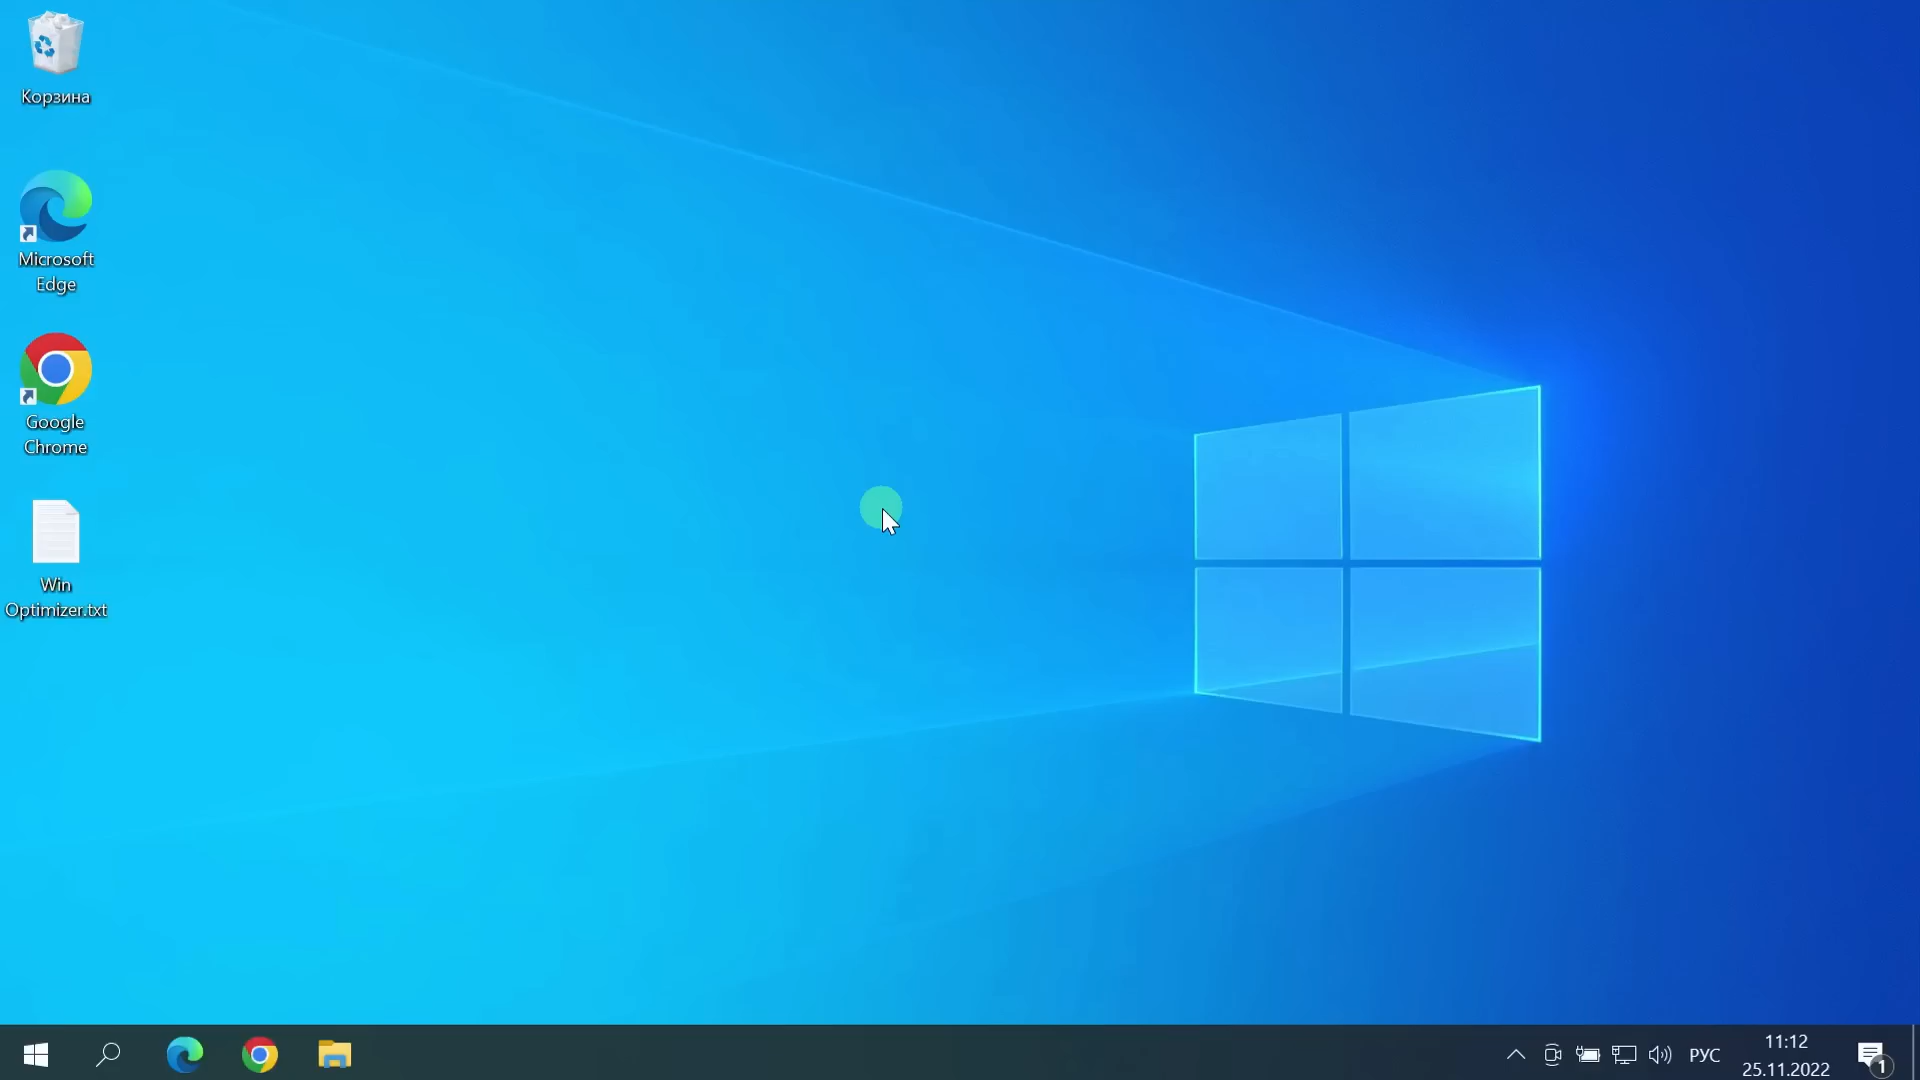 Корзина
Microsoft
Edge
Google
Chrome
Win
Optimizer.txt
РУС
11:12
25.11.2022
1